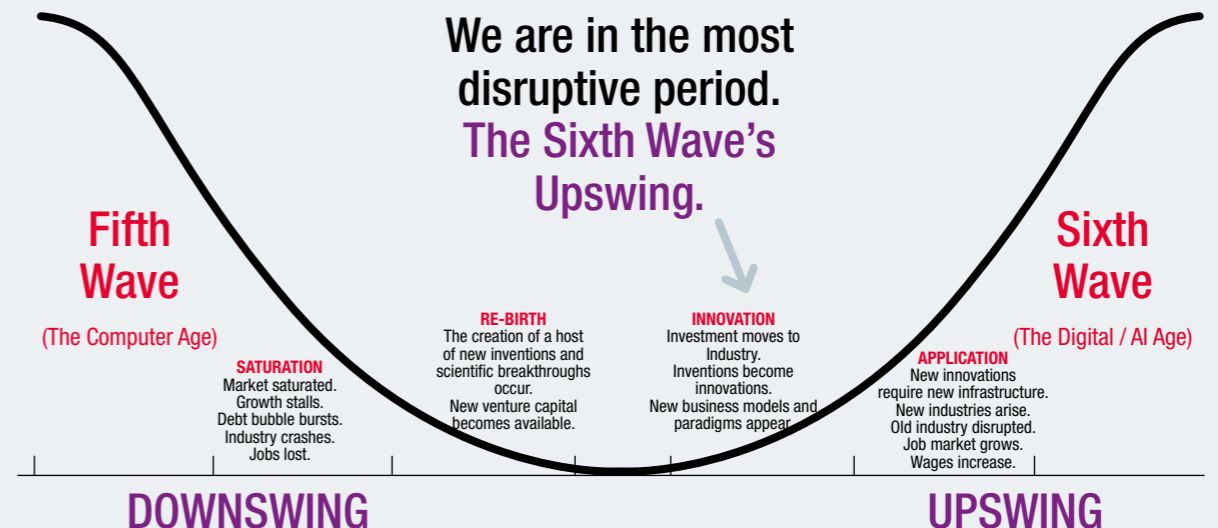 We are in the most
disruptive period.
The Sixth Wave’s
Upswing.
Fifth
Wave
(The Computer Age)
SATURATION
Market saturated.
Growth stalls.
Debt bubble bursts.
Industry crashes.
Jobs lost.
RE-BIRTH
The creation of a host
of new inventions and
scientific breakthroughs
occur.
New venture capital
becomes available.
INNOVATION
Investment moves to
Industry.
Inventions become
innovations.
New business models and
paradigms appear.
Sixth
Wave
(The Digital / AI Age)
APPLICATION
New innovations
require new infrastructure.
New industries arise.
Old industry disrupted.
Job market grows.
Wages increase.
DOWNSWING
UPSWING